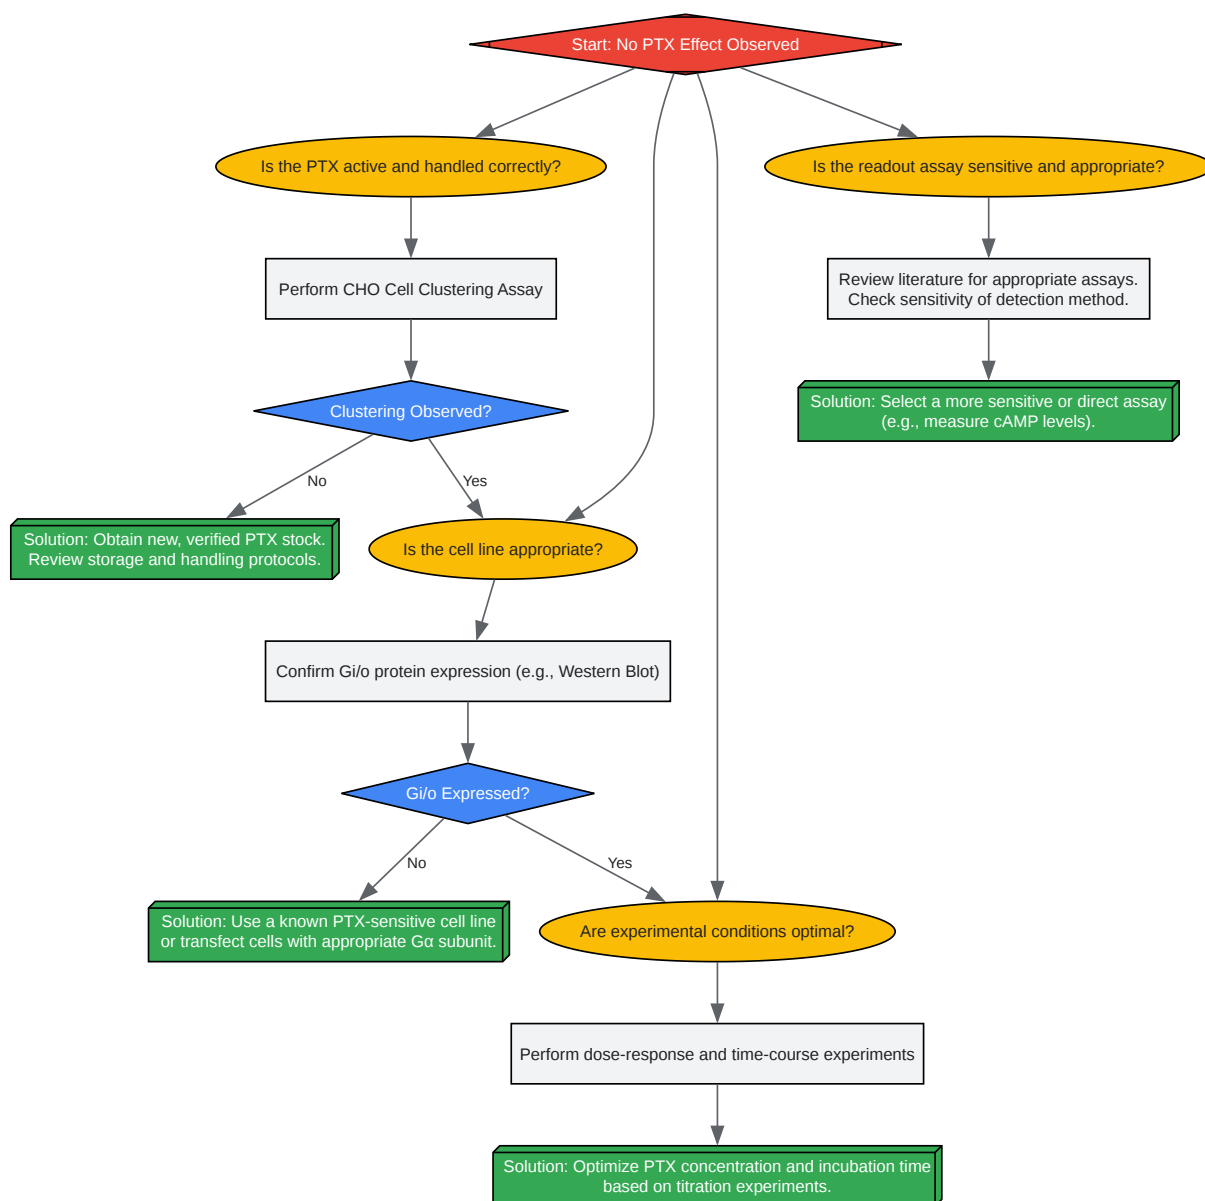 Start: No PTX Effect Observed
Is the PTX active and handled correctly?
Is the readout assay sensitive and appropriate?
Perform CHO Cell Clustering Assay
Review literature for appropriate assays.
Check sensitivity of detection method.
Clustering Observed?
Solution: Select a more sensitive or direct assay
(e.g., measure cAMP levels).
No
Yes
Solution: Obtain new, verified PTX stock.
Review storage and handling protocols.
Is the cell line appropriate?
Confirm Gi/o protein expression (e.g., Western Blot)
Gi/o Expressed?
No
Yes
Solution: Use a known PTX-sensitive cell line
or transfect cells with appropriate Gα subunit.
Are experimental conditions optimal?
Perform dose-response and time-course experiments
Solution: Optimize PTX concentration and incubation time
based on titration experiments.